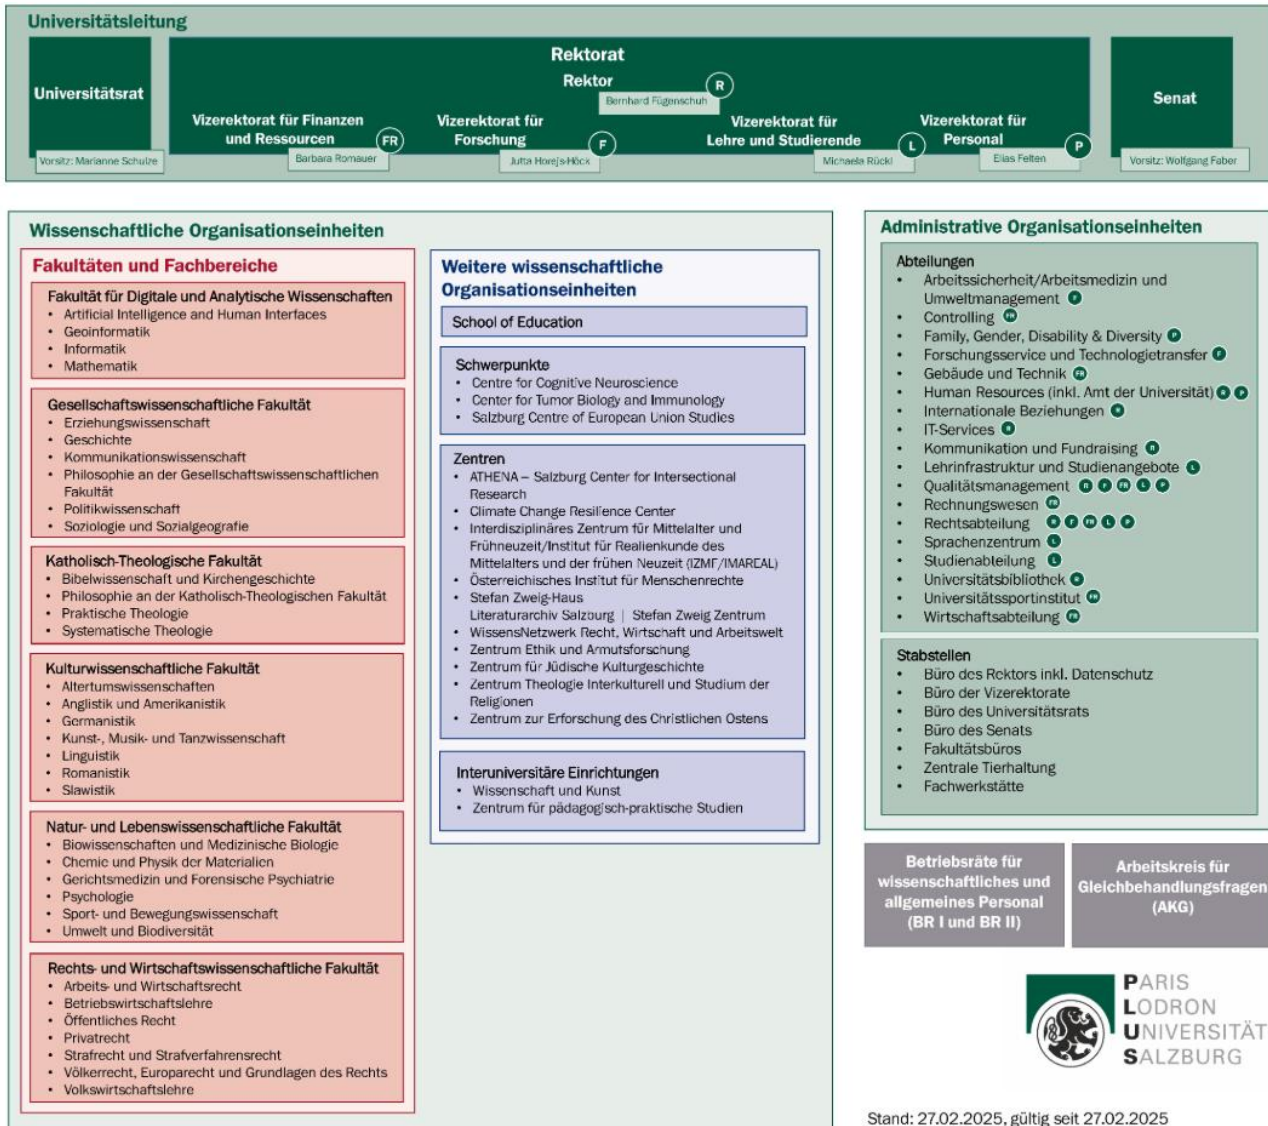 Universitätsleitung
Universitätsrat
Vorsitz: Marianne Schulze
Rektorat
Rektor
R
Bernhard Fügenschuh
Vizerektorat für Finanzen
und Ressourcen
FR
Barbara Romauer
Vizerektorat für
Forschung
F
Jutta Horejs-Höck
Vizerektorat für
Lehre und Studierende
L
Michaela Rückl
Vizerektorat für
Personal
P
Elias Felten
Senat
Vorsitz: Wolfgang Faber
Wissenschaftliche Organisationseinheiten
Fakultäten und Fachbereiche
Fakultät für Digitale und Analytische Wissenschaften
• Artificial Intelligence and Human Interfaces
• Geoinformatik
• Informatik
• Mathematik
Gesellschaftswissenschaftliche Fakultät
• Erziehungswissenschaft
• Geschichte
• Kommunikationswissenschaft
• Philosophie an der Gesellschaftswissenschaftlichen
Fakultät
• Politikwissenschaft
• Soziologie und Sozialgeografie
Katholisch-Theologische Fakultät
• Bibelwissenschaft und Kirchengeschichte
• Philosophie an der Katholisch-Theologischen Fakultät
• Praktische Theologie
• Systematische Theologie
Kulturwissenschaftliche Fakultät
• Altertumswissenschaften
• Anglistik und Amerikanistik
• Germanistik
• Kunst-, Musik- und Tanzwissenschaft
• Linguistik
• Romanistik
• Slawistik
Natur- und Lebenswissenschaftliche Fakultät
• Biowissenschaften und Medizinische Biologie
• Chemie und Physik der Materialien
• Gerichtsmedizin und Forensische Psychiatrie
• Psychologie
• Sport- und Bewegungswissenschaft
• Umwelt und Biodiversität
Rechts- und Wirtschaftswissenschaftliche Fakultät
• Arbeits- und Wirtschaftsrecht
• Betriebswirtschaftslehre
• Öffentliches Recht
• Privatrecht
• Strafrecht und Strafverfahrensrecht
• Völkerrecht, Europarecht und Grundlagen des Rechts
• Volkswirtschaftslehre
Weitere wissenschaftliche
Organisationseinheiten
School of Education
Schwerpunkte
• Centre for Cognitive Neuroscience
• Center for Tumor Biology and Immunology
• Salzburg Centre of European Union Studies
Zentren
• ATHENA – Salzburg Center for Intersectional
Research
• Climate Change Resilience Center
• Interdisziplinäres Zentrum für Mittelalter und
Frühneuzeit/Institut für Realienkunde des
Mittelalters und der frühen Neuzeit (IZMF/IMAREAL)
• Österreichisches Institut für Menschenrechte
• Stefan Zweig-Haus
Literaturarchiv Salzburg | Stefan Zweig Zentrum
• WissensNetzwerk Recht, Wirtschaft und Arbeitswelt
• Zentrum Ethik und Armutsforschung
• Zentrum für Jüdische Kulturgeschichte
• Zentrum Theologie Interkulturell und Studium der
Religionen
• Zentrum zur Erforschung des Christlichen Ostens
Interuniversitäre Einrichtungen
• Wissenschaft und Kunst
• Zentrum für pädagogisch-praktische Studien
Administrative Organisationseinheiten
Abteilungen
• Arbeitssicherheit/Arbeitsmedizin und
Umweltmanagement F
• Controlling FR
• Family, Gender, Disability & Diversity P
• Forschungsservice und Technologietransfer F
• Gebäude und Technik FR
• Human Resources (inkl. Amt der Universität) R P
• Internationale Beziehungen R
• IT-Services R
• Kommunikation und Fundraising R
• Lehrinfrastruktur und Studienangebote L
• Qualitätsmanagement R F FR L P
• Rechnungswesen FR
• Rechtsabteilung R F FR L P
• Sprachenzentrum L
• Studienabteilung L
• Universitätsbibliothek R
• Universitätssportinstitut FR
• Wirtschaftsabteilung FR
Stabstellen
• Büro des Rektors inkl. Datenschutz
• Büro der Vizerektorate
• Büro des Universitätsrats
• Büro des Senats
• Fakultätsbüros
• Zentrale Tierhaltung
• Fachwerkstätte
Betriebsräte für
wissenschaftliches und
allgemeines Personal
(BR I und BR II)
Arbeitskreis für
Gleichbehandlungsfragen
(AKG)
PARIS
LODRON
UNIVERSITÄT
SALZBURG
Stand: 27.02.2025, gültig seit 27.02.2025